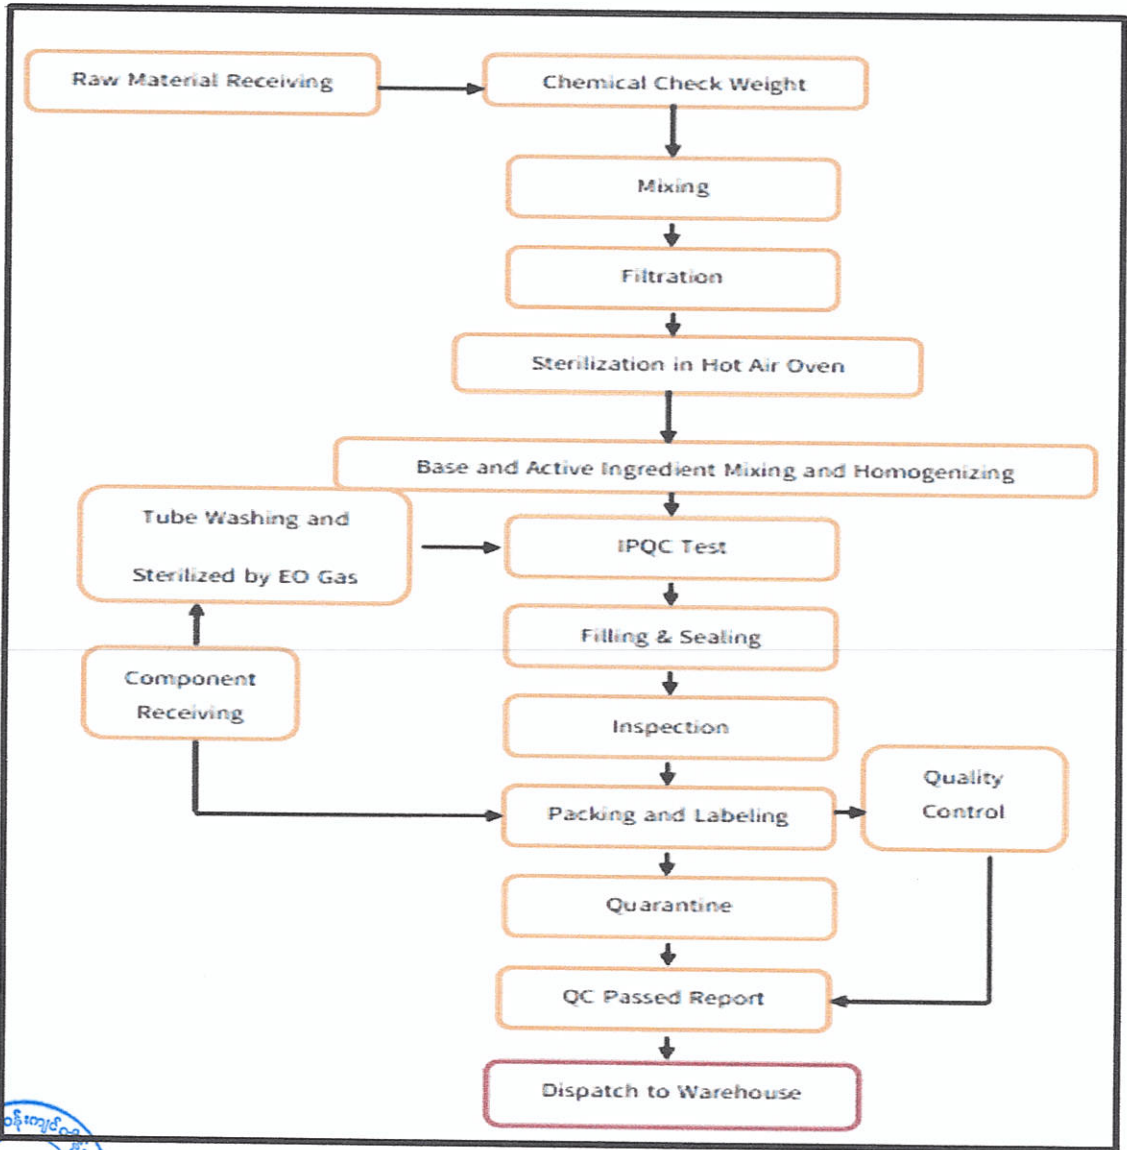 Raw Material Receiving
Chemical Check Weight
Mixing
Filtration
Sterilization in Hot Air Oven
Base and Active Ingredient Mixing and Homogenizing
Tube Washing and
Sterilized by EO Gas
IPQC Test
Filling & Sealing
Component
Receiving
Inspection
Quality
Control
Packing and Labeling
Quarantine
QC Passed Report
Dispatch to Warehouse